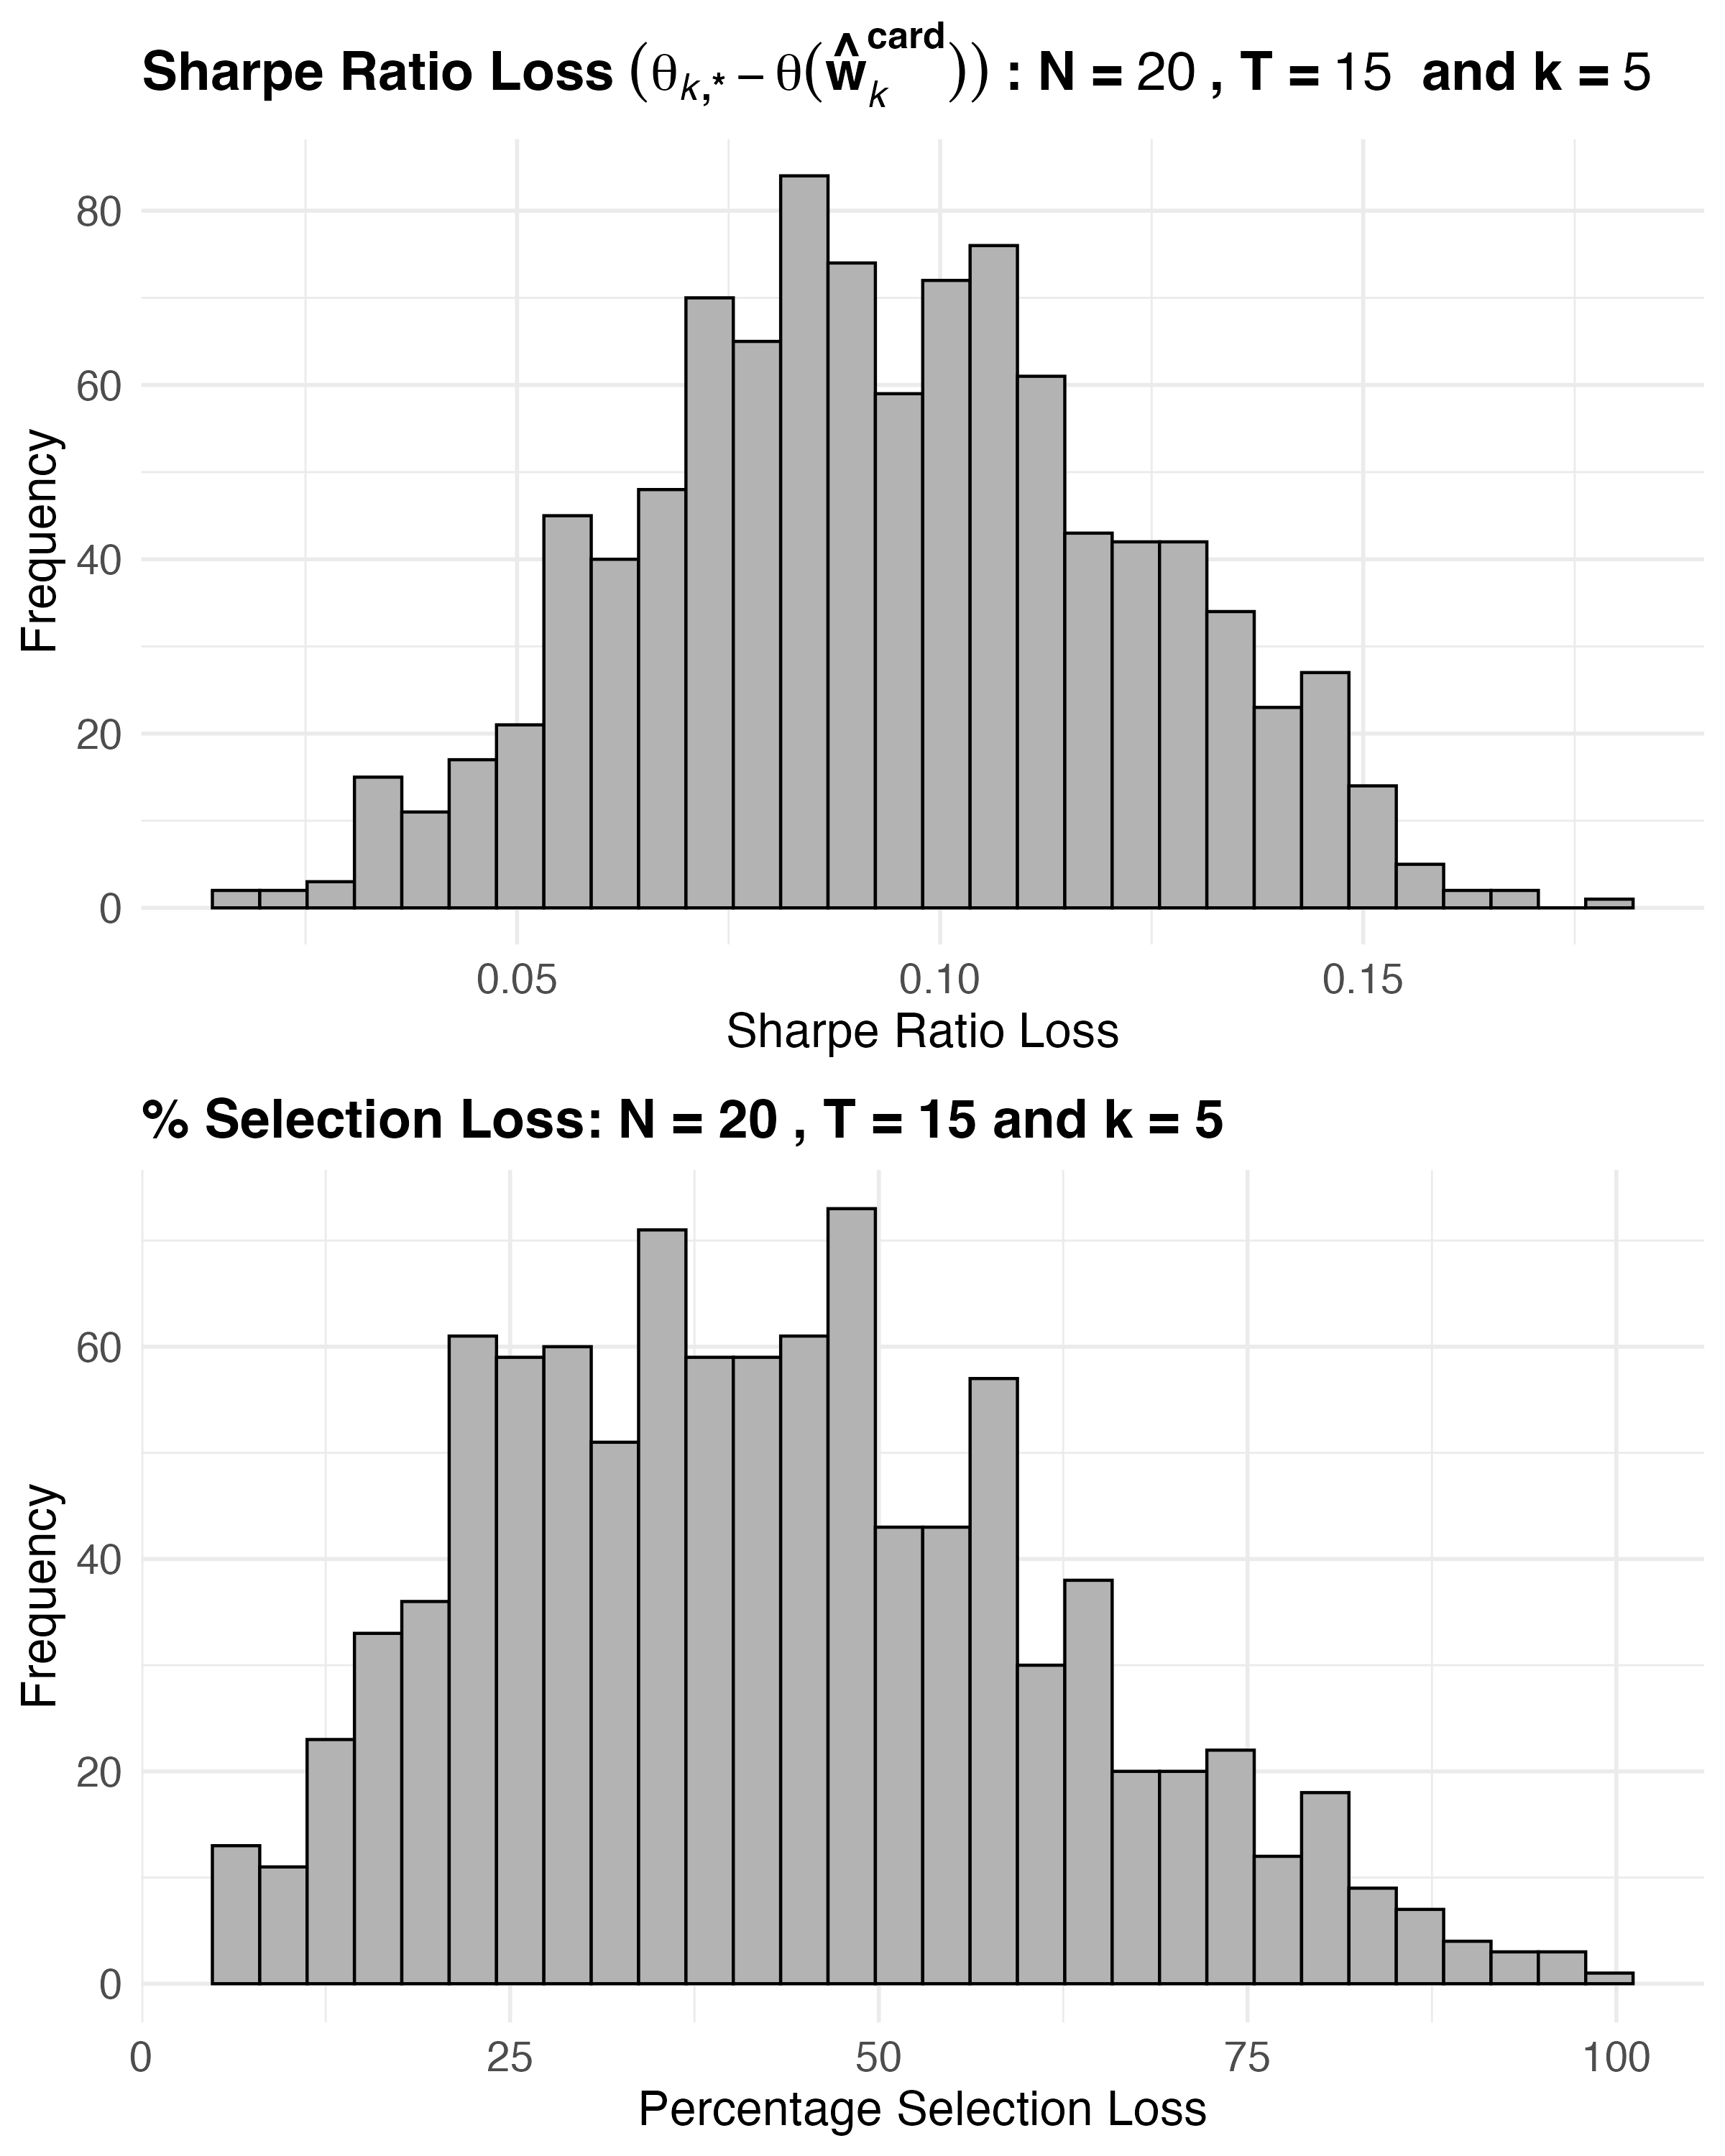 Sharpe Ratio Loss (θk,* − θ(ŵk^card)) : N = 20 , T = 15 and k = 5
Frequency
80
60
40
20
0
0.05 0.10 0.15
Sharpe Ratio Loss
% Selection Loss: N = 20 , T = 15 and k = 5
Frequency
60
40
20
0
0 25 50 75 100
Percentage Selection Loss